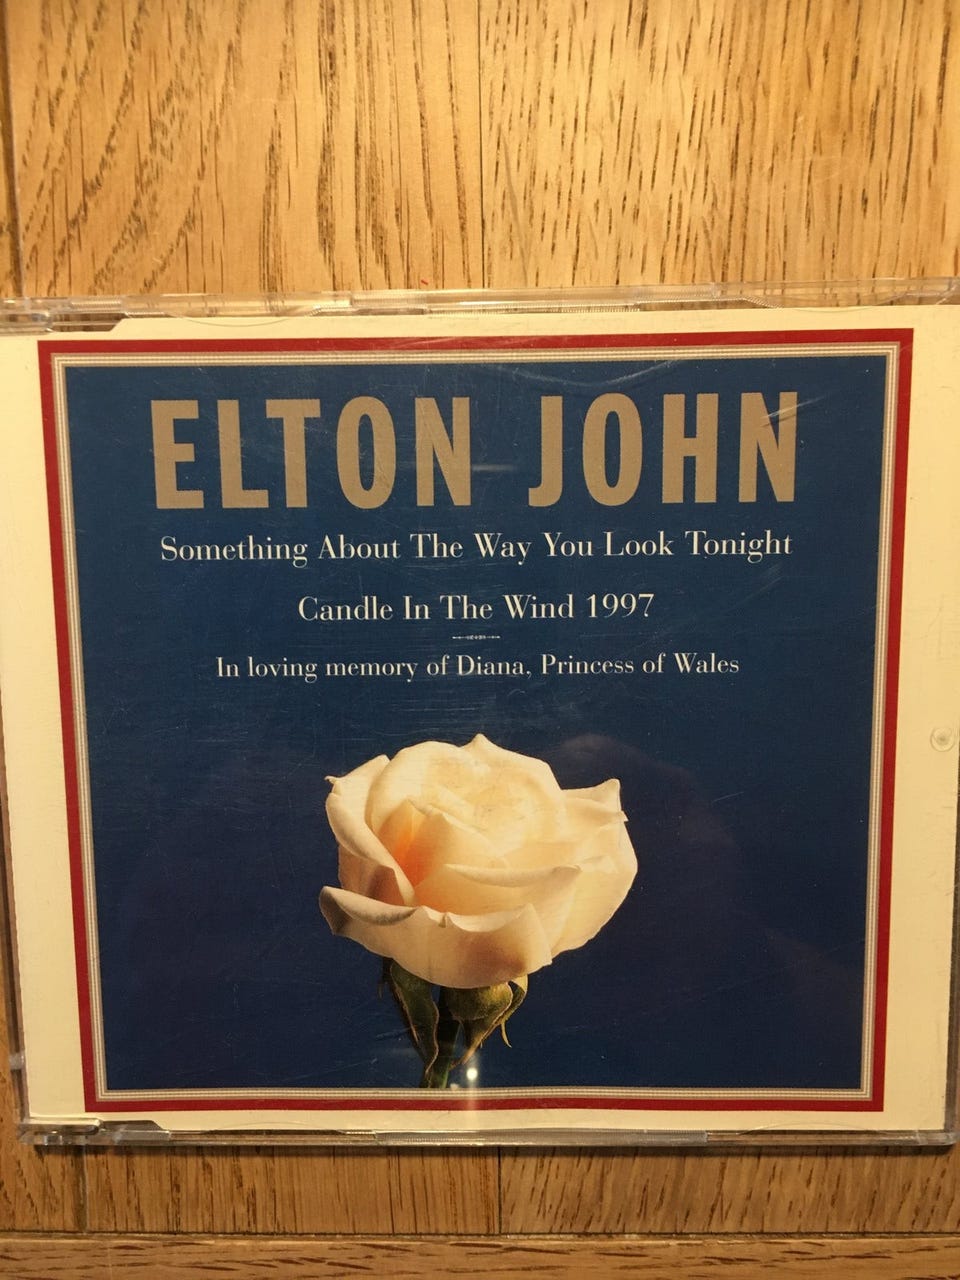 ELTON JOHN
Something About The Way You Look Tonight
Candle In The Wind 1997
In loving memory of Diana, Princess of Wales